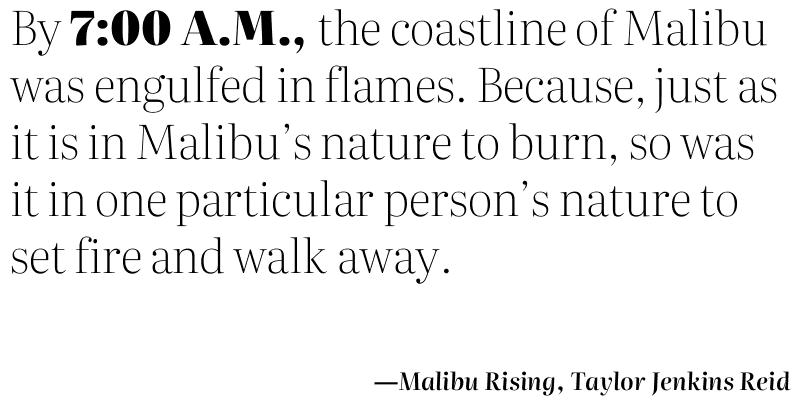 By 7:00 A.M., the coastline of Malibu
was engulfed in flames. Because, just as
it is in Malibu’s nature to burn, so was
it in one particular person’s nature to
set fire and walk away.
—Malibu Rising, Taylor Jenkins Reid